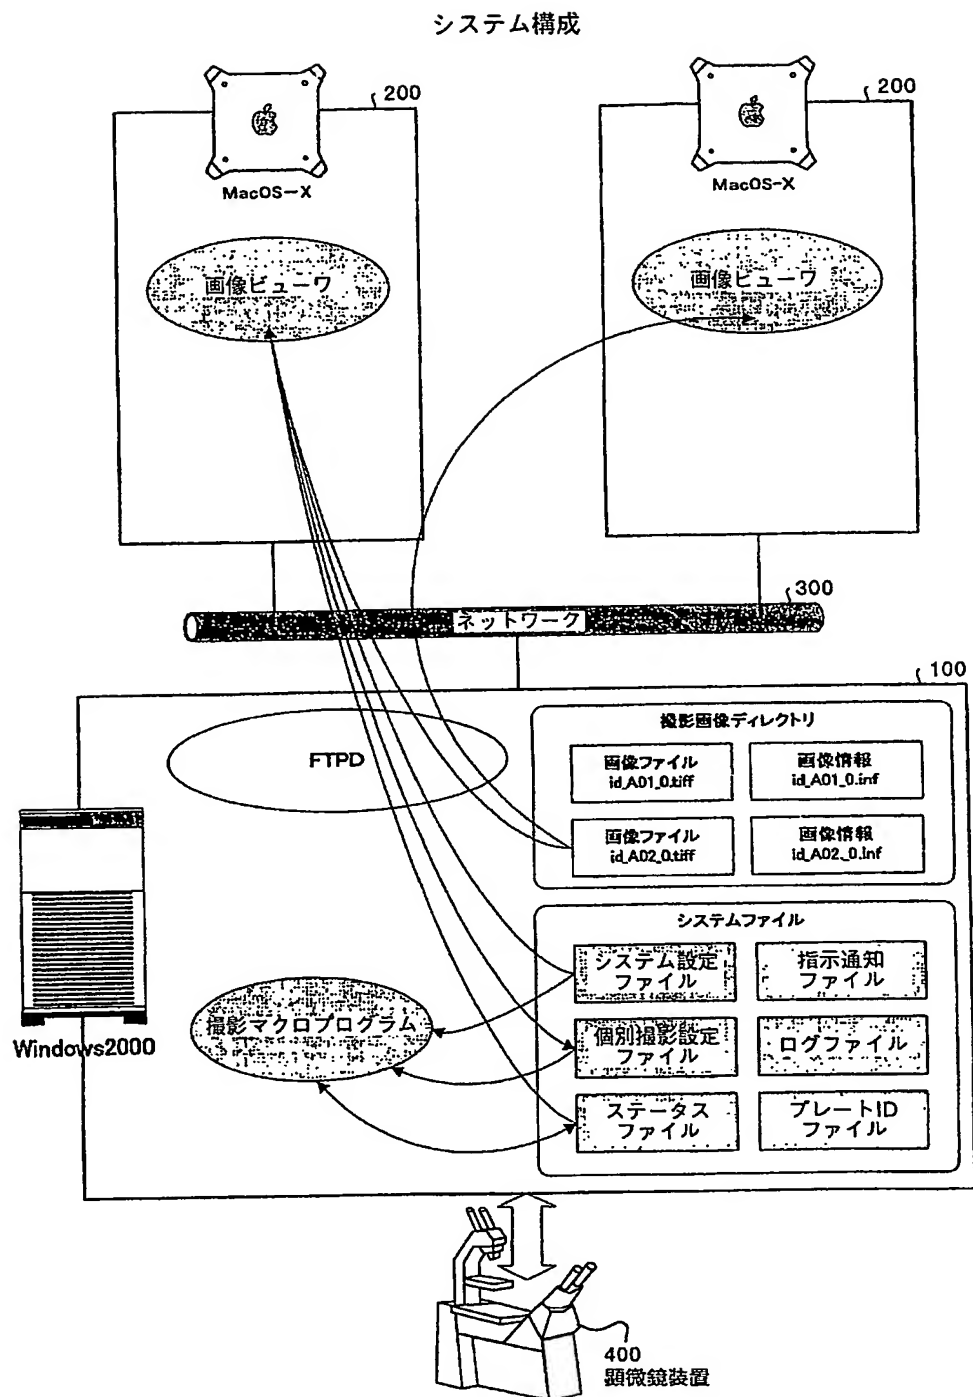 システム構成
200
200
MacOS-X
MacOS-X
画像ビューワ
画像ビューワ
300
ネットワーク
100
FTPD
撮影画像ディレクトリ
画像ファイル
id_A01_0.tiff
画像情報
id_A01_0.inf
画像ファイル
id_A02_0.tiff
画像情報
id_A02_0.inf
システムファイル
システム設定
ファイル
指示通知
ファイル
撮影マクロプログラム
個別撮影設定
ファイル
ログファイル
Windows2000
ステータス
ファイル
プレートID
ファイル
400
顕微鏡装置